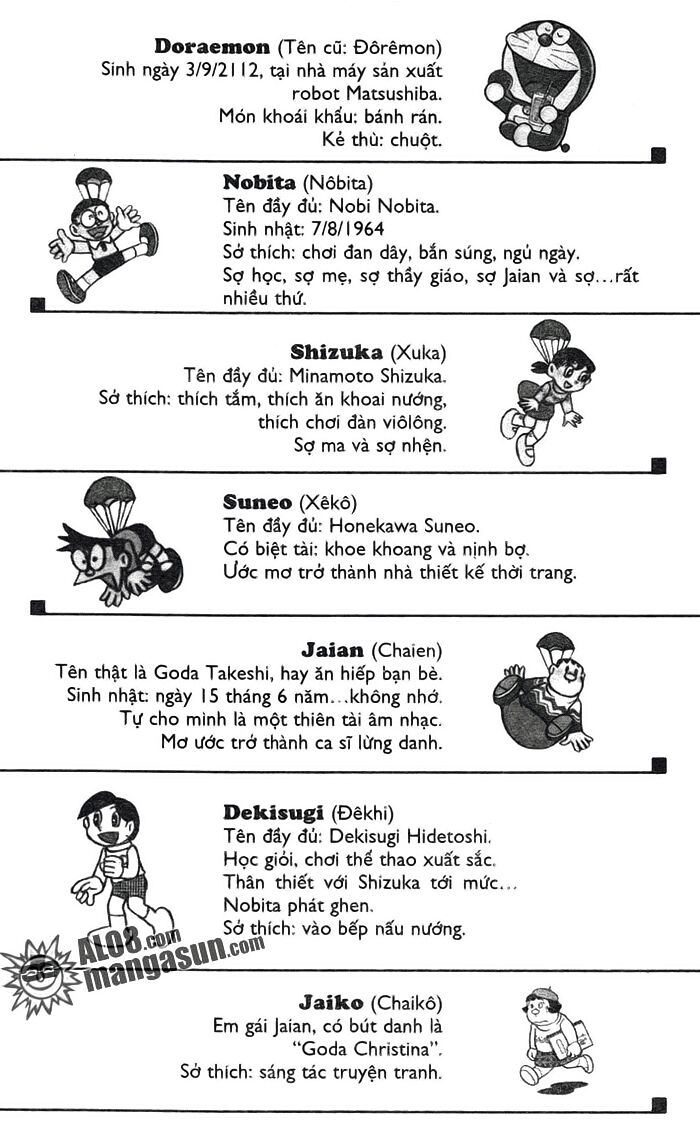 Doraemon (Tên cũ: Đôrêmon)
Sinh ngày 3/9/2112, tại nhà máy sản xuất
robot Matsushiba.
Món khoái khẩu: bánh rán.
Kẻ thù: chuột.
Nobita (Nôbita)
Tên đầy đủ: Nobi Nobita.
Sinh nhật: 7/8/1964
Sở thích: chơi đan dây, bắn súng, ngủ ngày.
Sợ học, sợ mẹ, sợ thầy giáo, sợ Jaian và sợ...rất
nhiều thứ.
Shizuka (Xuka)
Tên đầy đủ: Minamoto Shizuka.
Sở thích: thích tắm, thích ăn khoai nướng,
thích chơi đàn viôlông.
Sợ ma và sợ nhện.
Suneo (Xêkô)
Tên đầy đủ: Honekawa Suneo.
Có biệt tài: khoe khoang và nịnh bợ.
Ước mơ trở thành nhà thiết kế thời trang.
Jaian (Chaien)
Tên thật là Goda Takeshi, hay ăn hiếp bạn bè.
Sinh nhật: ngày 15 tháng 6 năm...không nhớ.
Tự cho mình là một thiên tài âm nhạc.
Mơ ước trở thành ca sĩ lừng danh.
Dekisugi (Đêkhi)
Tên đầy đủ: Dekisugi Hidetoshi.
Học giỏi, chơi thể thao xuất sắc.
Thân thiết với Shizuka tới mức...
Nobita phát ghen.
Sở thích: vào bếp nấu nướng.
ALO8.com
mangasun.com
Jaiko (Chaikô)
Em gái Jaian, có bút danh là
"Goda Christina".
Sở thích: sáng tác truyện tranh.